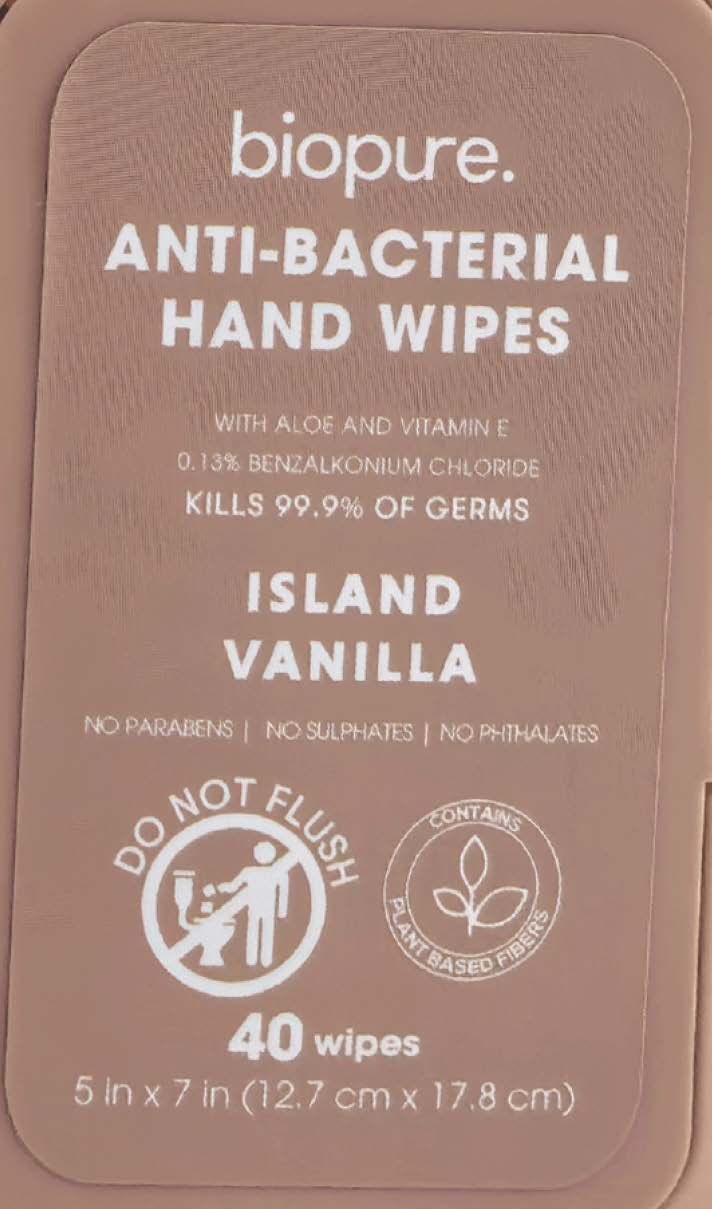 biopure.
ANTI-BACTERIAL
HAND WIPES
WITH ALOE AND VITAMIN E
0.13% BENZALKONIUM CHLORIDE
KILLS 99.9% OF GERMS
ISLAND
VANILLA
NO PARABENS | NO SULPHATES | NO PHTHALATES
DO NOT FLUSH
CONTAINS
PLANT BASED FIBERS
40 wipes
5 in x 7 in (12.7 cm x 17.8 cm)